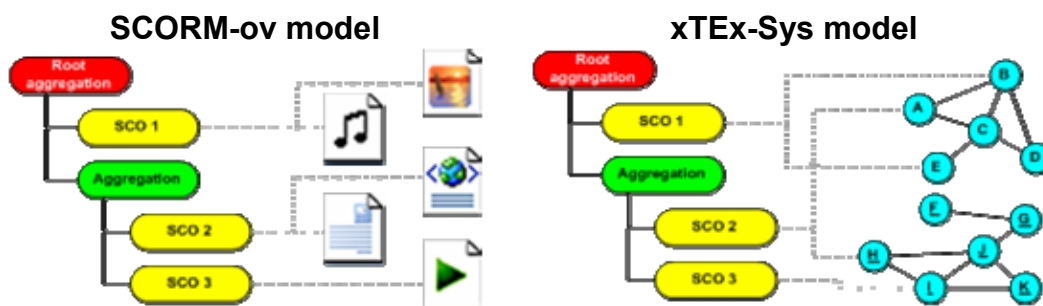 SCORM-ov model
Root
aggregation
SCO 1
Aggregation
SCO 2
SCO 3
xTEx-Sys model
Root
aggregation
SCO 1
Aggregation
SCO 2
SCO 3
B
A
C
D
E
F
G
H
J
I
K